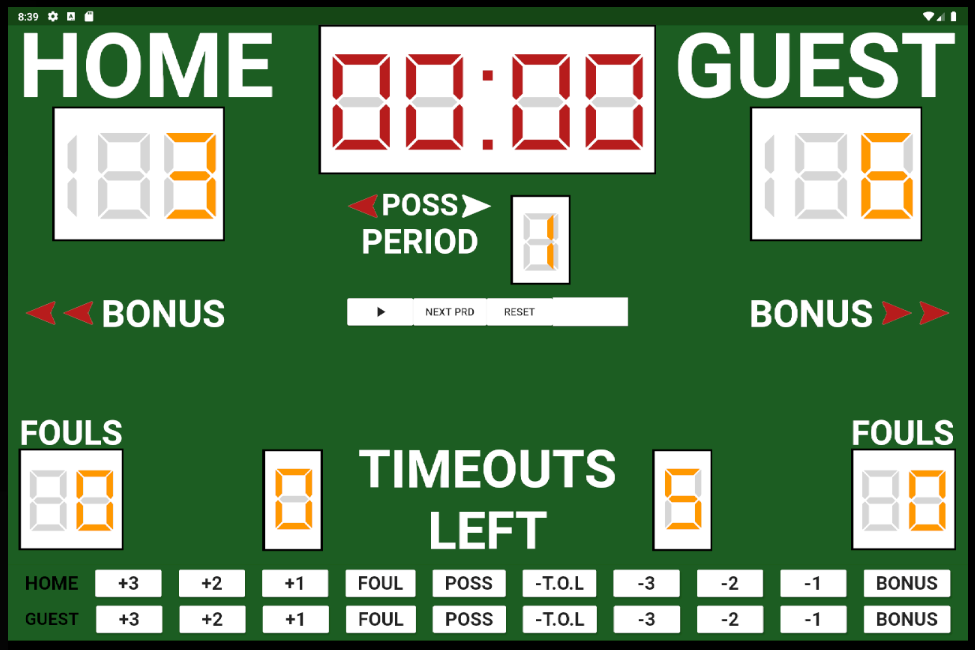 8:39
HOME
00:00
GUEST
3
6
POSS
PERIOD
1
BONUS
NEXT PRD
RESET
BONUS
FOULS
FOULS
0
0
TIMEOUTS
LEFT
5
0
HOME +3 +2 +1 FOUL POSS -T.O.L -3 -2 -1 BONUS
GUEST +3 +2 +1 FOUL POSS -T.O.L -3 -2 -1 BONUS